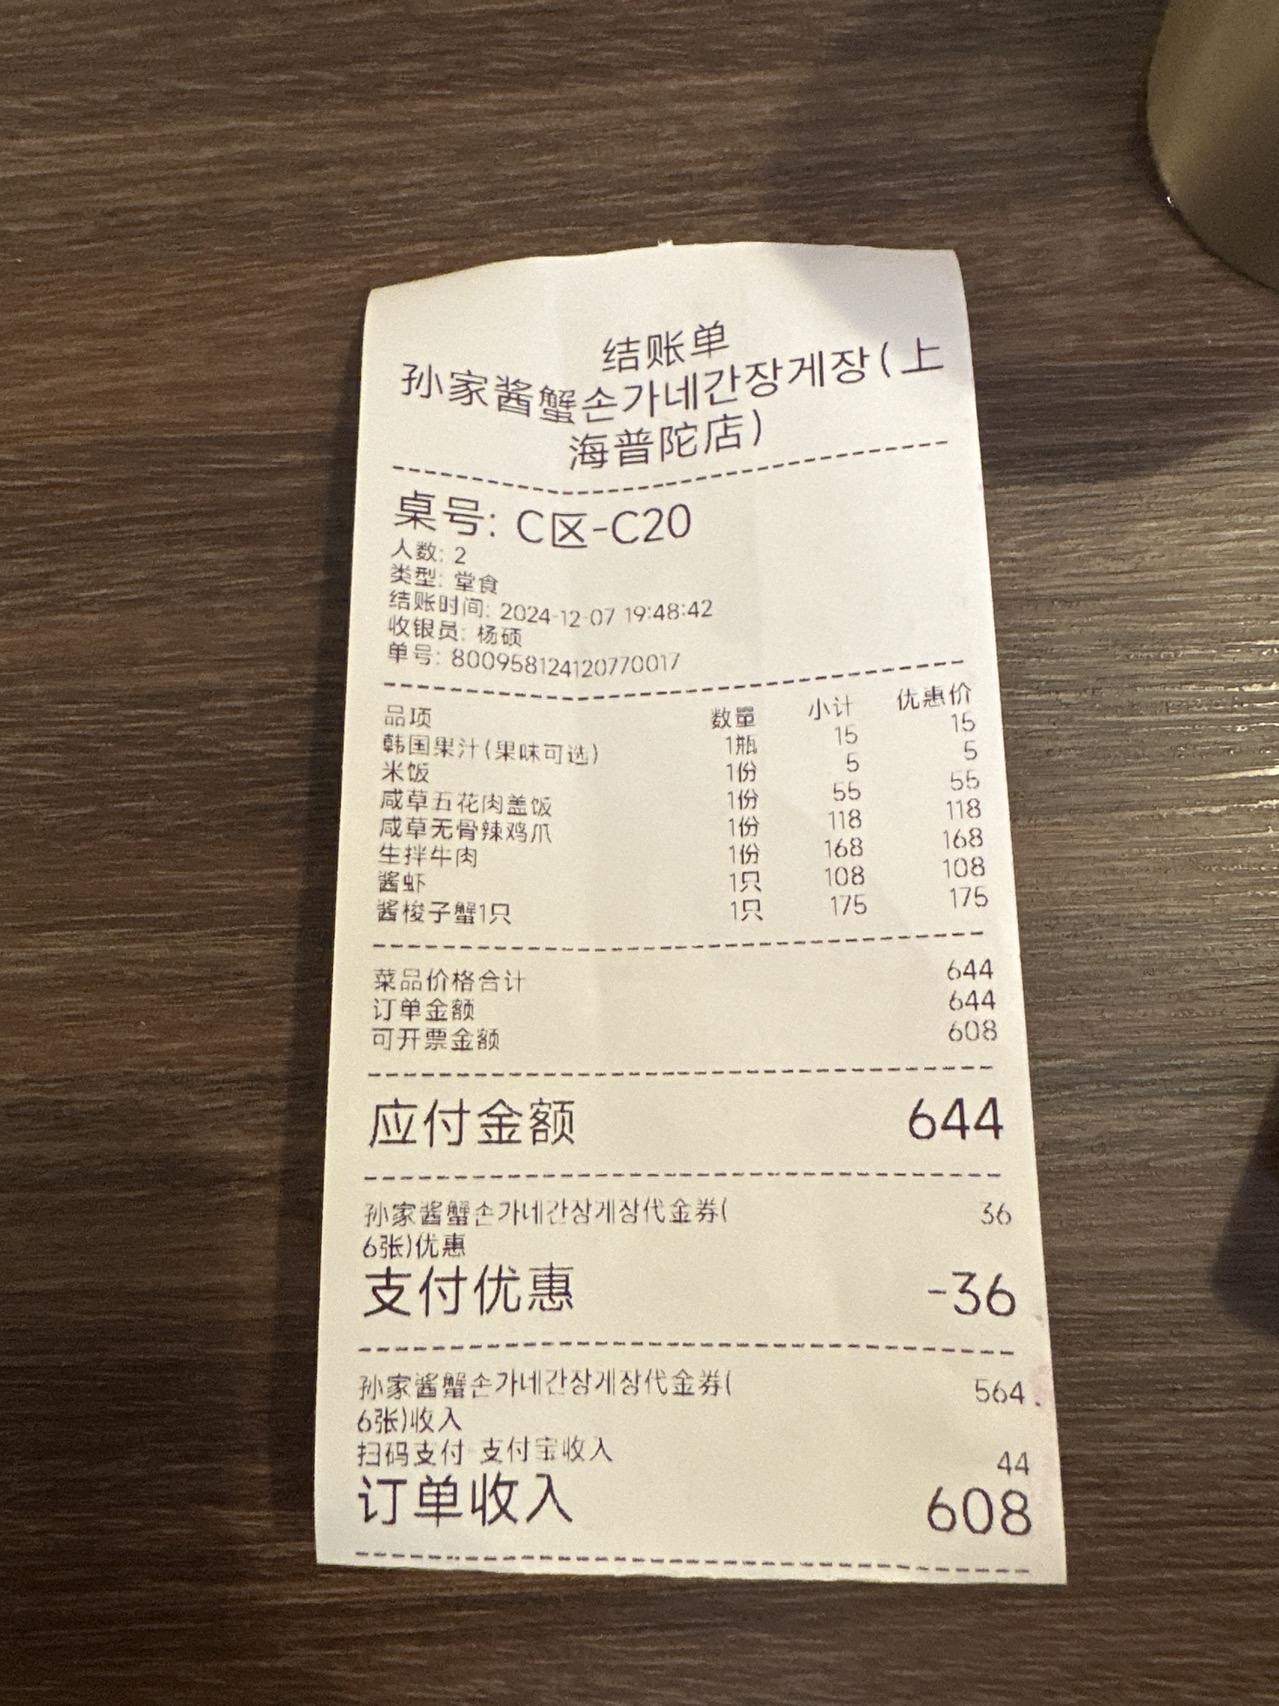 结账单
孙家酱蟹손가네간장게장(上
海普陀店)
桌号: C区-C20
人数: 2
类型: 堂食
结账时间: 2024-12-07 19:48:42
收银员: 杨硕
单号: 800958124120770017
品项 数量 小计 优惠价
韩国果汁(果味可选) 1瓶 15 15
米饭 1份 5 5
咸草五花肉盖饭 1份 55 55
咸草无骨辣鸡爪 1份 118 118
生拌牛肉 1份 168 168
酱虾 1只 108 108
酱梭子蟹1只 1只 175 175
菜品价格合计 644
订单金额 644
可开票金额 608
应付金额 644
孙家酱蟹손가네간장게장代金券( 36
6张)优惠
支付优惠 -36
孙家酱蟹손가네간장게장代金券( 564
6张)收入
扫码支付-支付宝收入 44
订单收入 608